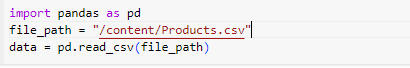 import pandas as pd
file_path = "/content/Products.csv"
data = pd.read_csv(file_path)